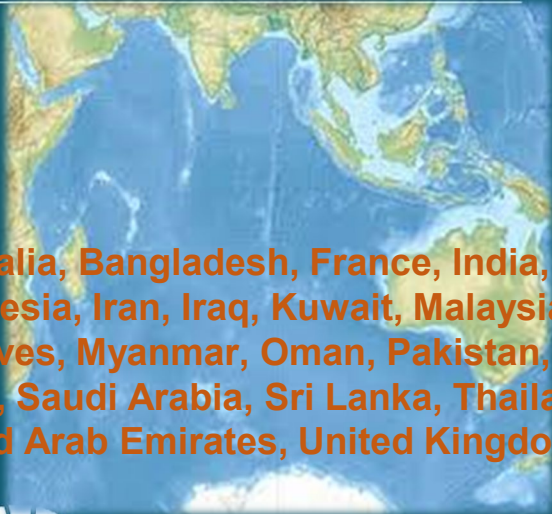 alia, Bangladesh, France, India,
esia, Iran, Iraq, Kuwait, Malaysia
ves, Myanmar, Oman, Pakistan,
, Saudi Arabia, Sri Lanka, Thaila
d Arab Emirates, United Kingdo